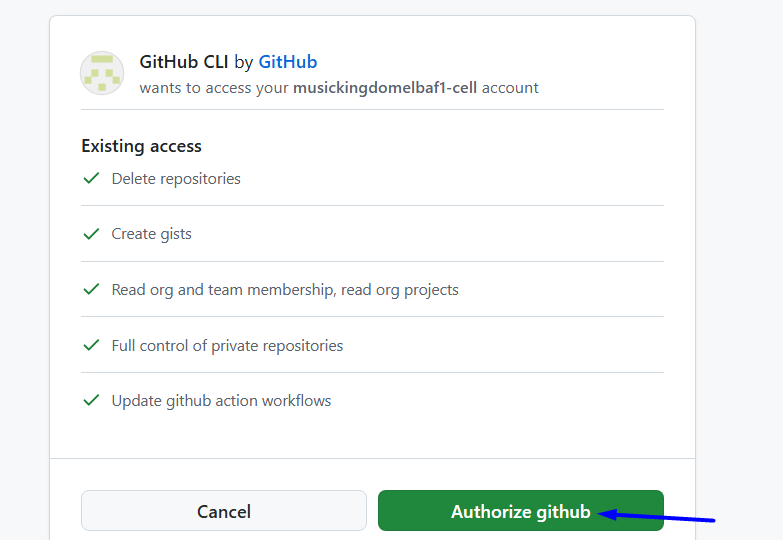 GitHub CLI by GitHub
wants to access your musickingdomelbaf1-cell account
Existing access
Delete repositories
Create gists
Read org and team membership, read org projects
Full control of private repositories
Update github action workflows
Cancel
Authorize github